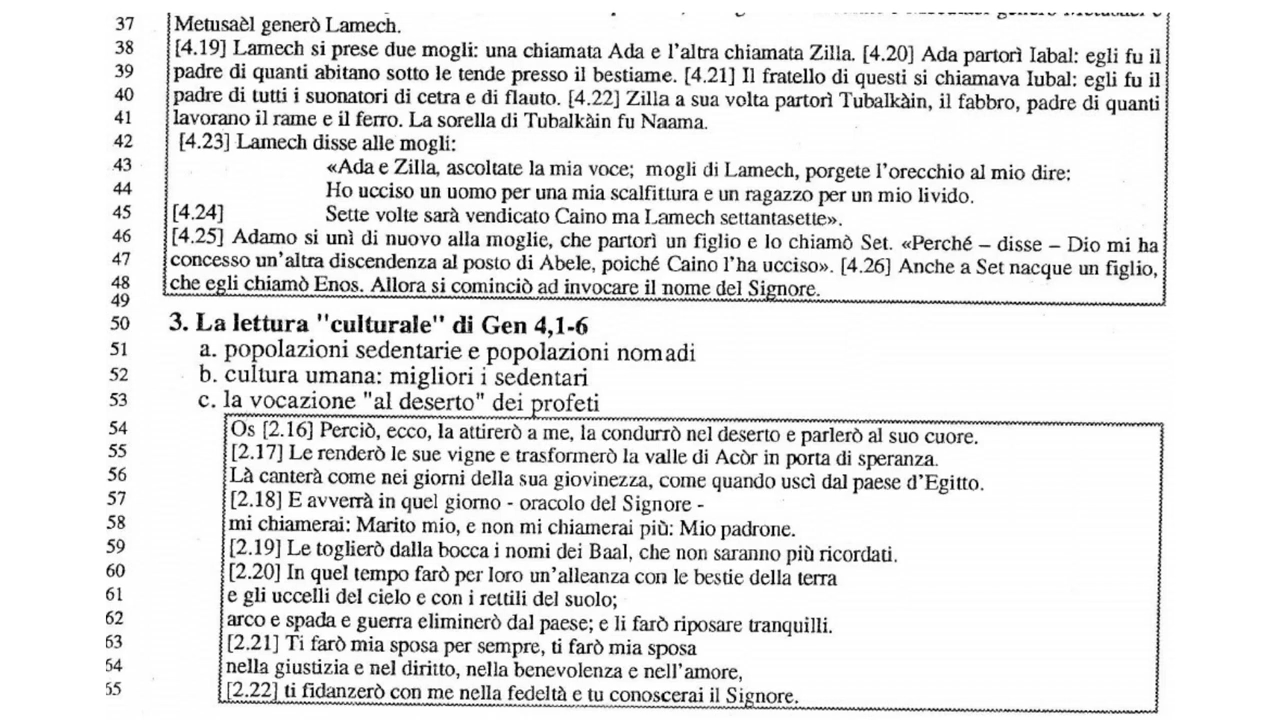 37 Metusaèl generò Lamech.
38 [4.19] Lamech si prese due mogli: una chiamata Ada e l'altra chiamata Zilla. [4.20] Ada partorì Iabal: egli fu il
39 padre di quanti abitano sotto le tende presso il bestiame. [4.21] Il fratello di questi si chiamava Iubal: egli fu il
40 padre di tutti i suonatori di cetra e di flauto. [4.22] Zilla a sua volta partorì Tubalkàin, il fabbro, padre di quanti
41 lavorano il rame e il ferro. La sorella di Tubalkàin fu Naama.
42 [4.23] Lamech disse alle mogli:
43 «Ada e Zilla, ascoltate la mia voce; mogli di Lamech, porgete l'orecchio al mio dire:
44 Ho ucciso un uomo per una mia scalfittura e un ragazzo per un mio livido.
45 [4.24] Sette volte sarà vendicato Caino ma Lamech settantasette».
46 [4.25] Adamo si unì di nuovo alla moglie, che partorì un figlio e lo chiamò Set. «Perché – disse – Dio mi ha
47 concesso un'altra discendenza al posto di Abele, poiché Caino l'ha ucciso». [4.26] Anche a Set nacque un figlio,
48 che egli chiamò Enos. Allora si cominciò ad invocare il nome del Signore.
49
50 3. La lettura "culturale" di Gen 4,1-6
51 a. popolazioni sedentarie e popolazioni nomadi
52 b. cultura umana: migliori i sedentari
53 c. la vocazione "al deserto" dei profeti
54 Os [2.16] Perciò, ecco, la attirerò a me, la condurrò nel deserto e parlerò al suo cuore.
55 [2.17] Le renderò le sue vigne e trasformerò la valle di Acòr in porta di speranza.
56 Là canterà come nei giorni della sua giovinezza, come quando uscì dal paese d'Egitto.
57 [2.18] E avverrà in quel giorno - oracolo del Signore -
58 mi chiamerai: Marito mio, e non mi chiamerai più: Mio padrone.
59 [2.19] Le toglierò dalla bocca i nomi dei Baal, che non saranno più ricordati.
60 [2.20] In quel tempo farò per loro un'alleanza con le bestie della terra
61 e gli uccelli del cielo e con i rettili del suolo;
62 arco e spada e guerra eliminerò dal paese; e li farò riposare tranquilli.
63 [2.21] Ti farò mia sposa per sempre, ti farò mia sposa
64 nella giustizia e nel diritto, nella benevolenza e nell'amore,
65 [2.22] ti fidanzerò con me nella fedeltà e tu conoscerai il Signore.